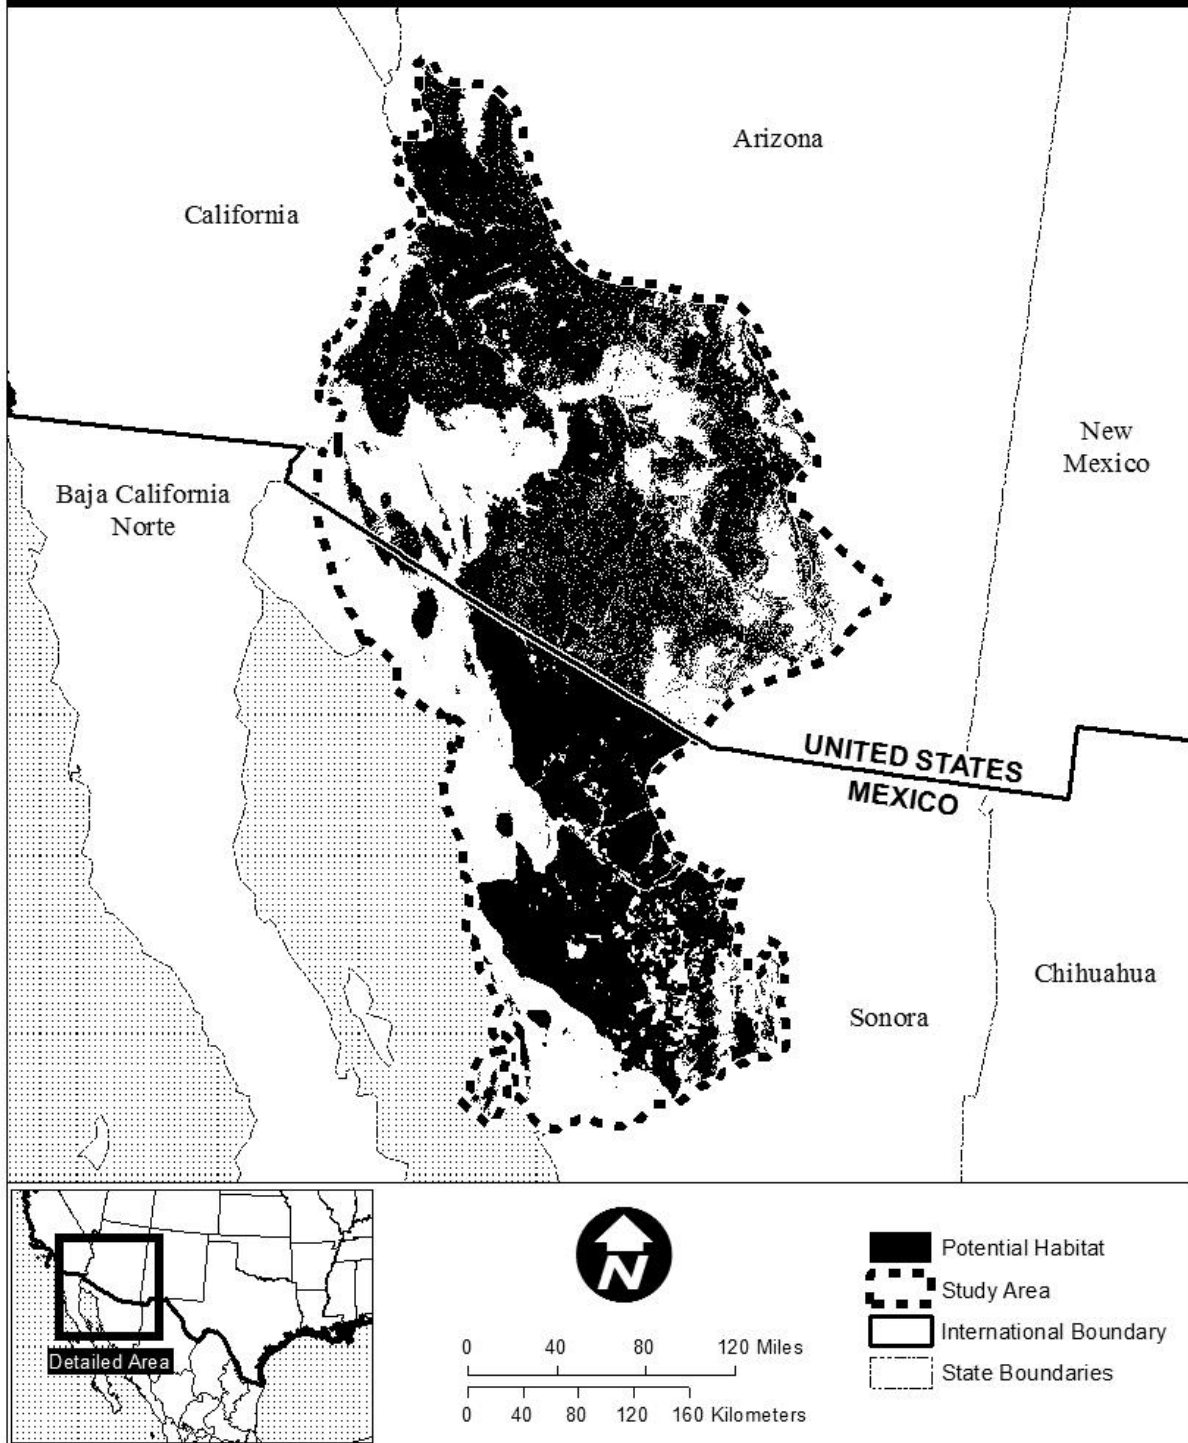 Arizona
California
New
Mexico
Baja California
Norte
UNITED STATES
MEXICO
Chihuahua
Sonora
Detailed Area
N
0 40 80 120 Miles
0 40 80 120 160 Kilometers
Potential Habitat
Study Area
International Boundary
State Boundaries